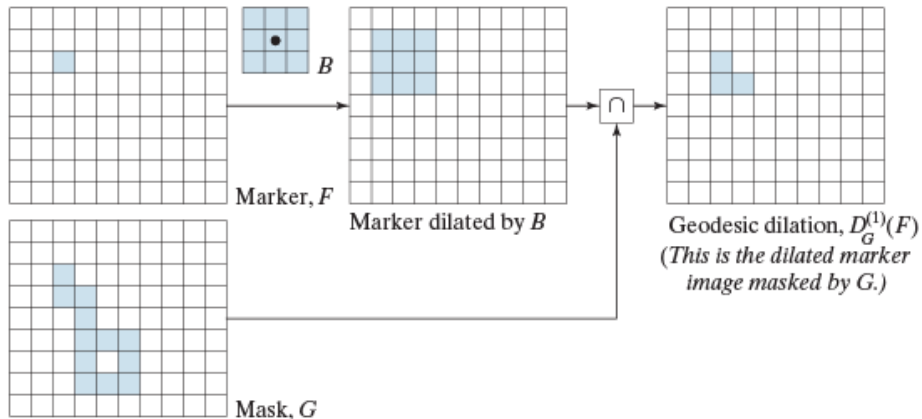 B
Marker, F
Marker dilated by B
∩
Geodesic dilation, D_G^{(1)}(F)
(This is the dilated marker
image masked by G.)
Mask, G